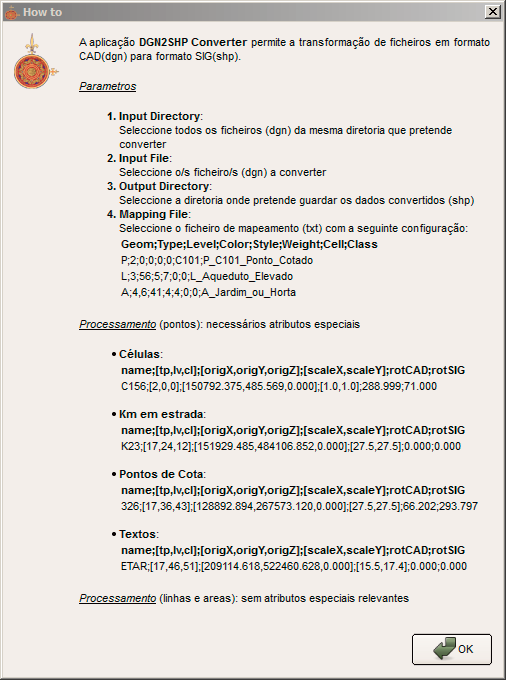 How to
A aplicação DGN2SHP Converter permite a transformação de ficheiros em formato
CAD(dgn) para formato SIG(shp).
Parametros
1. Input Directory:
Seleccione todos os ficheiros (dgn) da mesma diretoria que pretende
converter
2. Input File:
Seleccione o/s ficheiro/s (dgn) a converter
3. Output Directory:
Seleccione a diretoria onde pretende guardar os dados convertidos (shp)
4. Mapping File:
Seleccione o ficheiro de mapeamento (txt) com a seguinte configuração:
Geom;Type;Level;Color;Style;Weight;Cell;Class
P;2;0;0;0;0;C101;P_C101_Ponto_Cotado
L;3;56;5;7;0;0;L_Aqueduto_Elevado
A;4,6;41;4;4;0;0;A_Jardim_ou_Horta
Processamento (pontos): necessários atributos especiais
• Células:
name;[tp,lv,cl];[origX,origY,origZ];[scaleX,scaleY];rotCAD;rotSIG
C156;[2,0,0];[150792.375,485.569,0.000];[1.0,1.0];288.999;71.000
• Km em estrada:
name;[tp,lv,cl];[origX,origY,origZ];[scaleX,scaleY];rotCAD;rotSIG
K23;[17,24,12];[151929.485,484106.852,0.000];[27.5,27.5];0.000;0.000
• Pontos de Cota:
name;[tp,lv,cl];[origX,origY,origZ];[scaleX,scaleY];rotCAD;rotSIG
326;[17,36,43];[128892.894,267573.120,0.000];[27.5,27.5];66.202;293.797
• Textos:
name;[tp,lv,cl];[origX,origY,origZ];[scaleX,scaleY];rotCAD;rotSIG
ETAR;[17,46,51];[209114.618,522460.628,0.000];[15.5,17.4];0.000;0.000
Processamento (linhas e areas): sem atributos especiais relevantes
OK